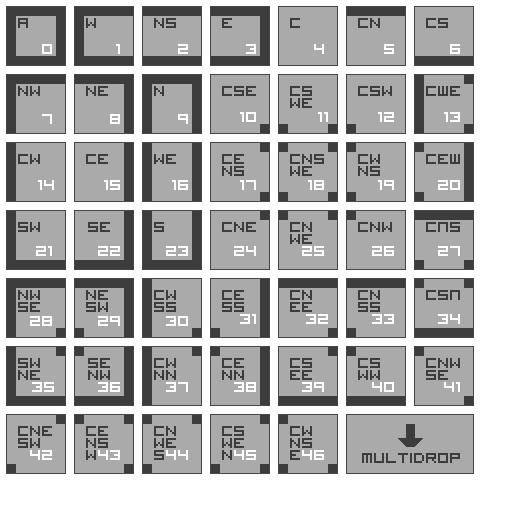 A
0
W
1
NS
2
E
3
C
4
CN
5
CS
6
NW
7
NE
8
N
9
CSE
10
CS
WE
11
CSW
12
CWE
13
CW
14
CE
15
WE
16
CE
NS
17
CNS
WE
18
CW
NS
19
CEW
20
SW
21
SE
22
S
23
CNE
24
CN
WE
25
CNW
26
CNS
27
NW
SE
28
NE
SW
29
CW
SS
30
CE
SS
31
CN
EE
32
CN
SS
33
CSN
34
SW
NE
35
SE
NW
36
CW
NN
37
CE
NN
38
CS
EE
39
CS
WW
40
CNW
SE
41
CNE
SW
42
CE
NS
W
43
CN
WE
S
44
CS
WE
N
45
CW
NS
E
46
MULTIDROP